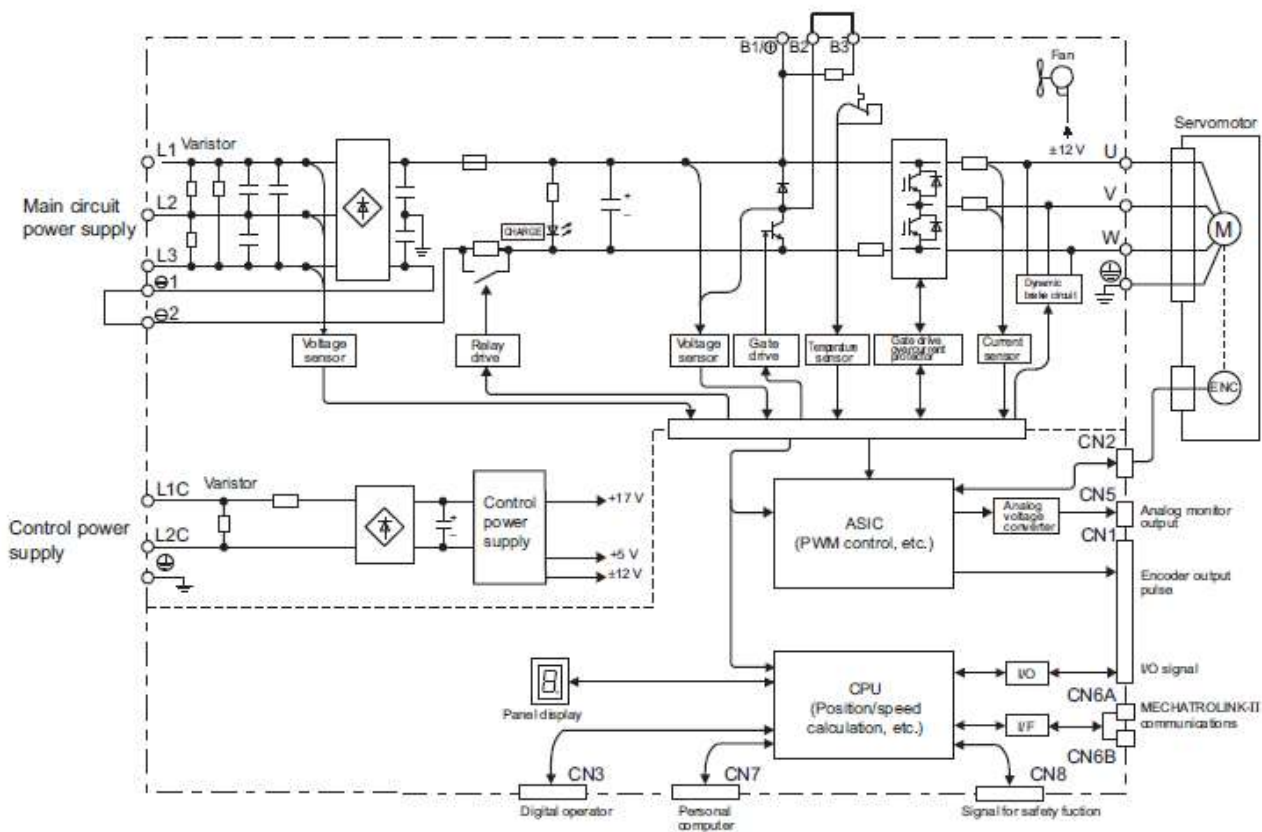 B1/⊕ B2 B3
Fan
±12 V
Servomotor
L1 Varistor
U
Main circuit
power supply
L2
V
CHARGE
W
M
L3
⊖1
⊖2
Dynamic
brake circuit
Voltage
sensor
Relay
drive
Voltage
sensor
Gate
drive
Temperature
sensor
Gate drive
overcurrent
protector
Current
sensor
ENC
CN2
L1C
Varistor
+17 V
Control power
supply
L2C
Control
power
supply
+5 V
±12 V
ASIC
(PWM control, etc.)
Analog
voltage
converter
CN5
Analog monitor
output
CN1
Encoder output
pulse
I/O signal
Panel display
CPU
(Position/speed
calculation, etc.)
I/O
I/F
CN6A
MECHATROLINK-II
communications
CN6B
CN3
Digital operator
CN7
Personal
computer
CN8
Signal for safety fuction